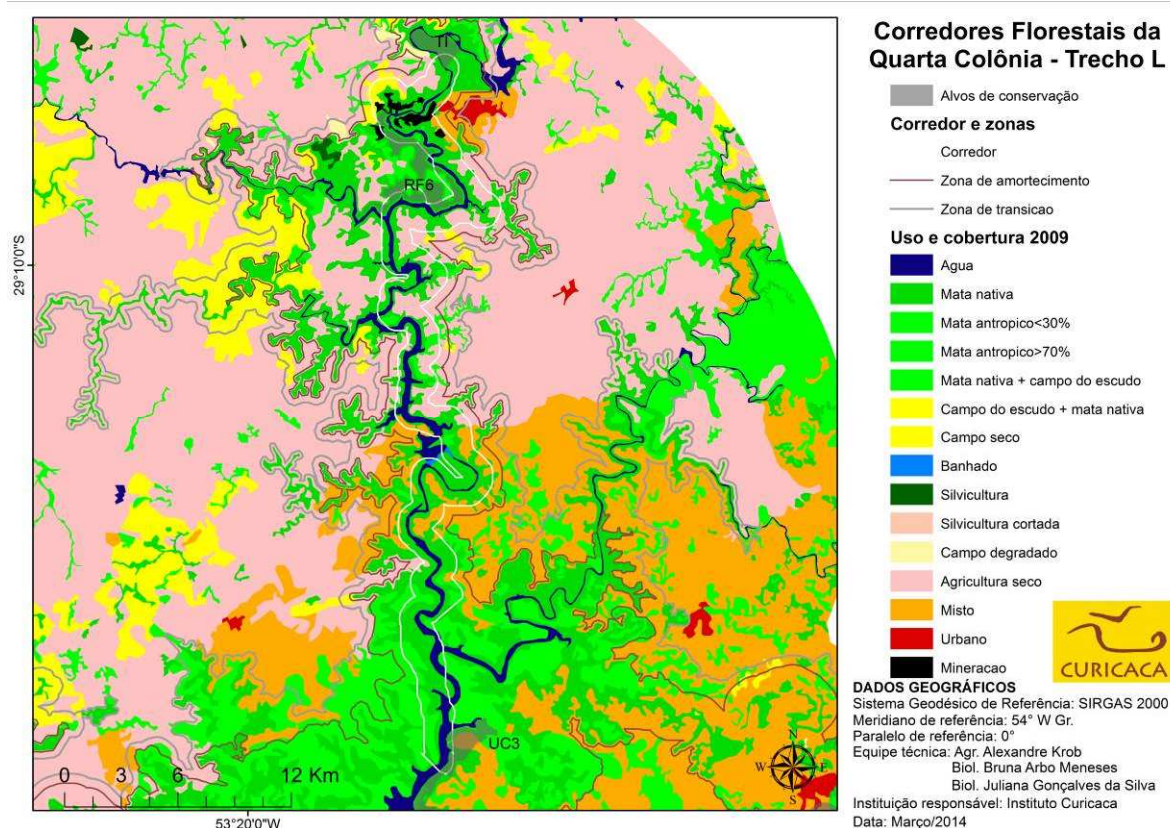 Corredores Florestais da
Quarta Colônia - Trecho L
Alvos de conservação
Corredor e zonas
Corredor
Zona de amortecimento
Zona de transicao
Uso e cobertura 2009
Agua
Mata nativa
Mata antropico<30%
Mata antropico>70%
Mata nativa + campo do escudo
Campo do escudo + mata nativa
Campo seco
Banhado
Silvicultura
Silvicultura cortada
Campo degradado
Agricultura seco
Misto
Urbano
Mineracao
CURICACA
DADOS GEOGRÁFICOS
Sistema Geodésico de Referência: SIRGAS 2000
Meridiano de referência: 54° W Gr.
Paralelo de referência: 0°
Equipe técnica: Agr. Alexandre Krob
Biol. Bruna Arbo Meneses
Biol. Juliana Gonçalves da Silva
Instituição responsável: Instituto Curicaca
Data: Março/2014
RF6
UC3
29°10'0"S
53°20'0"W
0 3 6 12 Km
N
W E
S